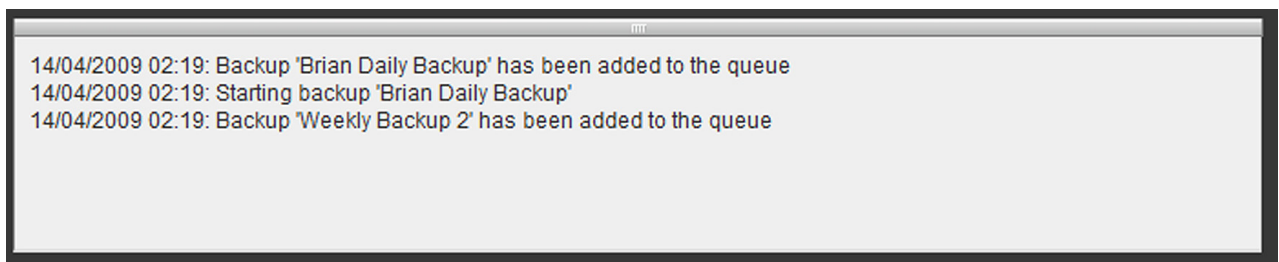 14/04/2009 02:19: Backup 'Brian Daily Backup' has been added to the queue
14/04/2009 02:19: Starting backup 'Brian Daily Backup'
14/04/2009 02:19: Backup 'Weekly Backup 2' has been added to the queue